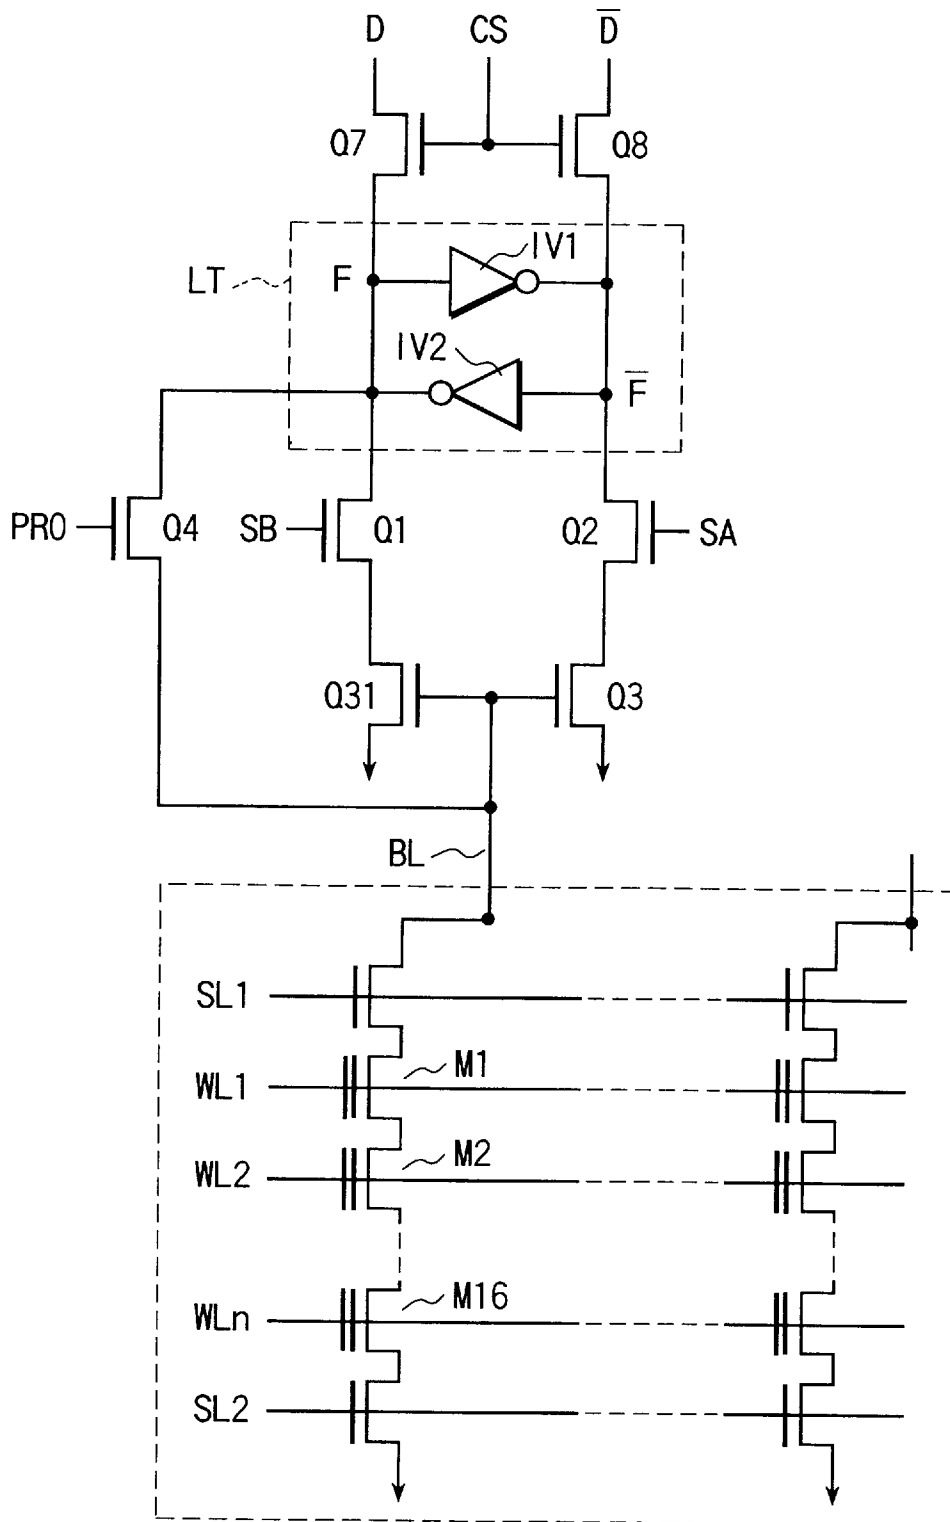 D CS D̅
Q7 Q8
IV1
LT F
IV2
F̅
PRO Q4 SB Q1 Q2 SA
Q31 Q3
BL
SL1
M1
WL1
M2
WL2
M16
WLn
SL2